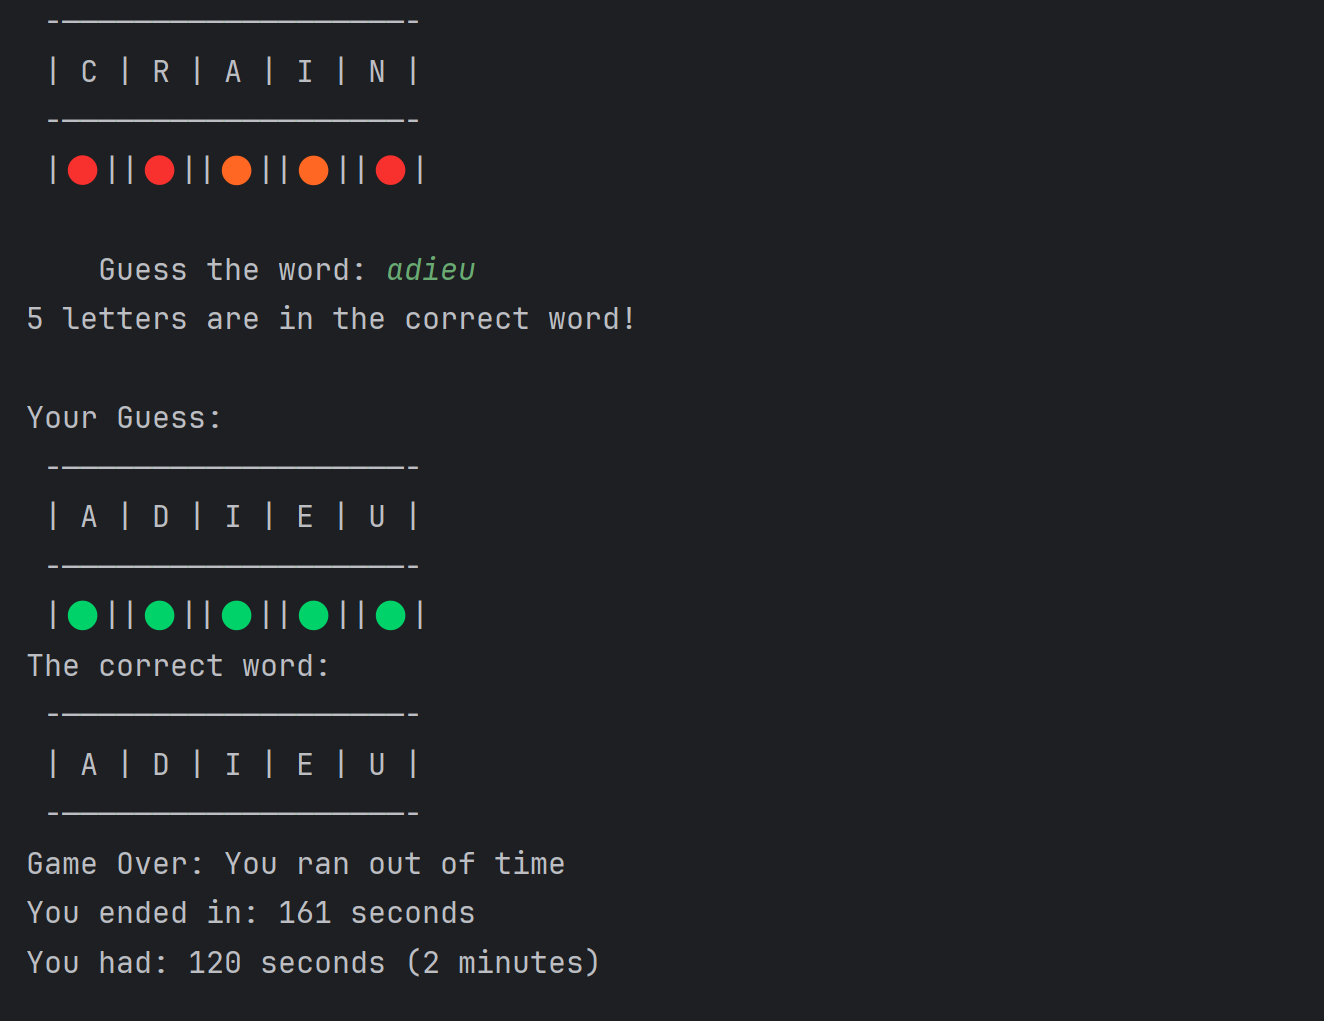 -———————————————————-
| C | R | A | I | N |
-———————————————————-
|🔴||🔴||🟠||🟠||🔴|
Guess the word: adieu
5 letters are in the correct word!
Your Guess:
-———————————————————-
| A | D | I | E | U |
-———————————————————-
|🟢||🟢||🟢||🟢||🟢|
The correct word:
-———————————————————-
| A | D | I | E | U |
-———————————————————-
Game Over: You ran out of time
You ended in: 161 seconds
You had: 120 seconds (2 minutes)